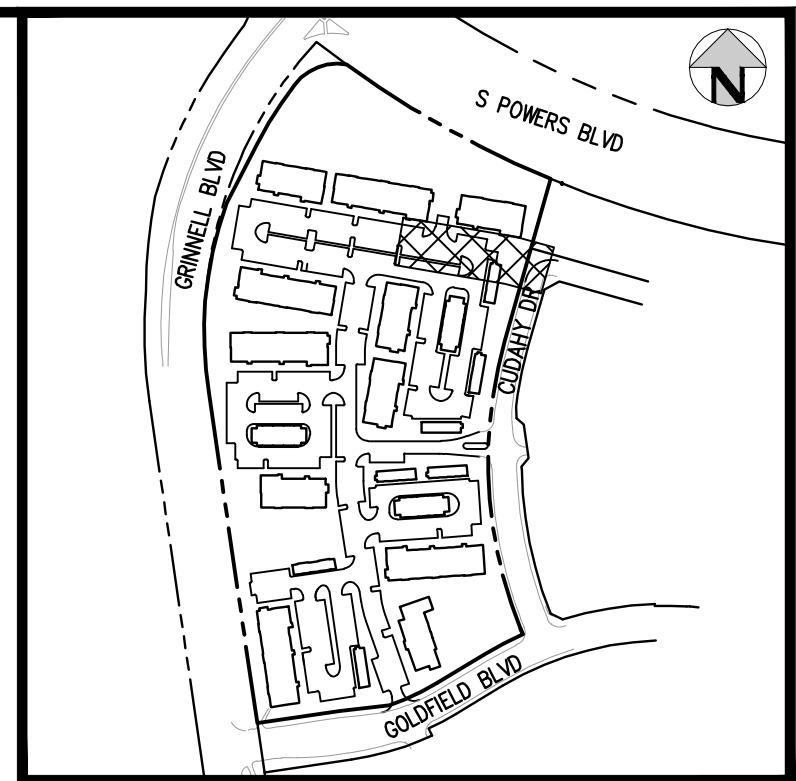 N
S POWERS BLVD
GRINNELL BLVD
CUDAHY DR
GOLDFIELD BLVD